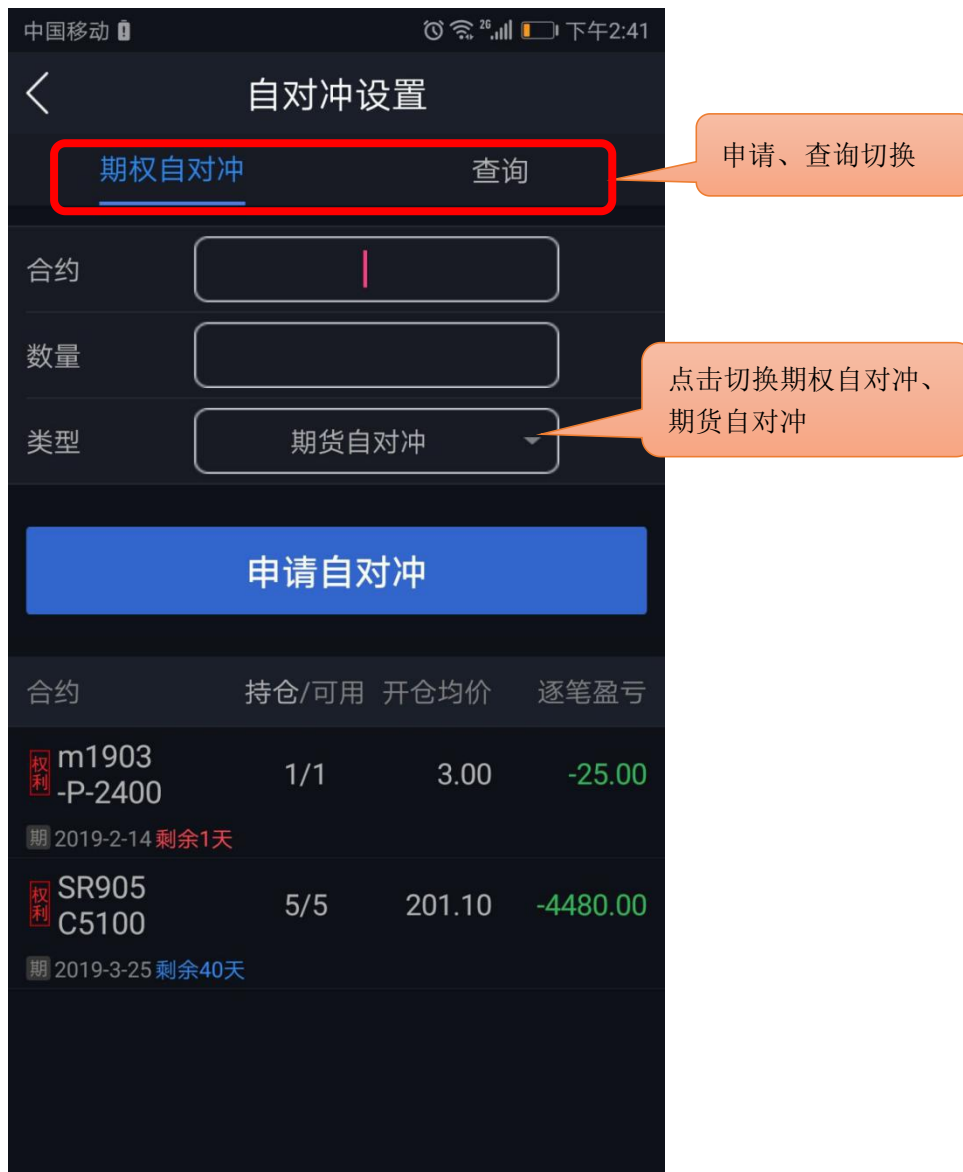 中国移动 2G 下午2:41
自对冲设置
期权自对冲 查询
申请、查询切换
合约
数量
点击切换期权自对冲、
期货自对冲
类型 期货自对冲
申请自对冲
合约 持仓/可用 开仓均价 逐笔盈亏
权利 m1903
-P-2400 1/1 3.00 -25.00
期 2019-2-14 剩余1天
权利 SR905
C5100 5/5 201.10 -4480.00
期 2019-3-25 剩余40天